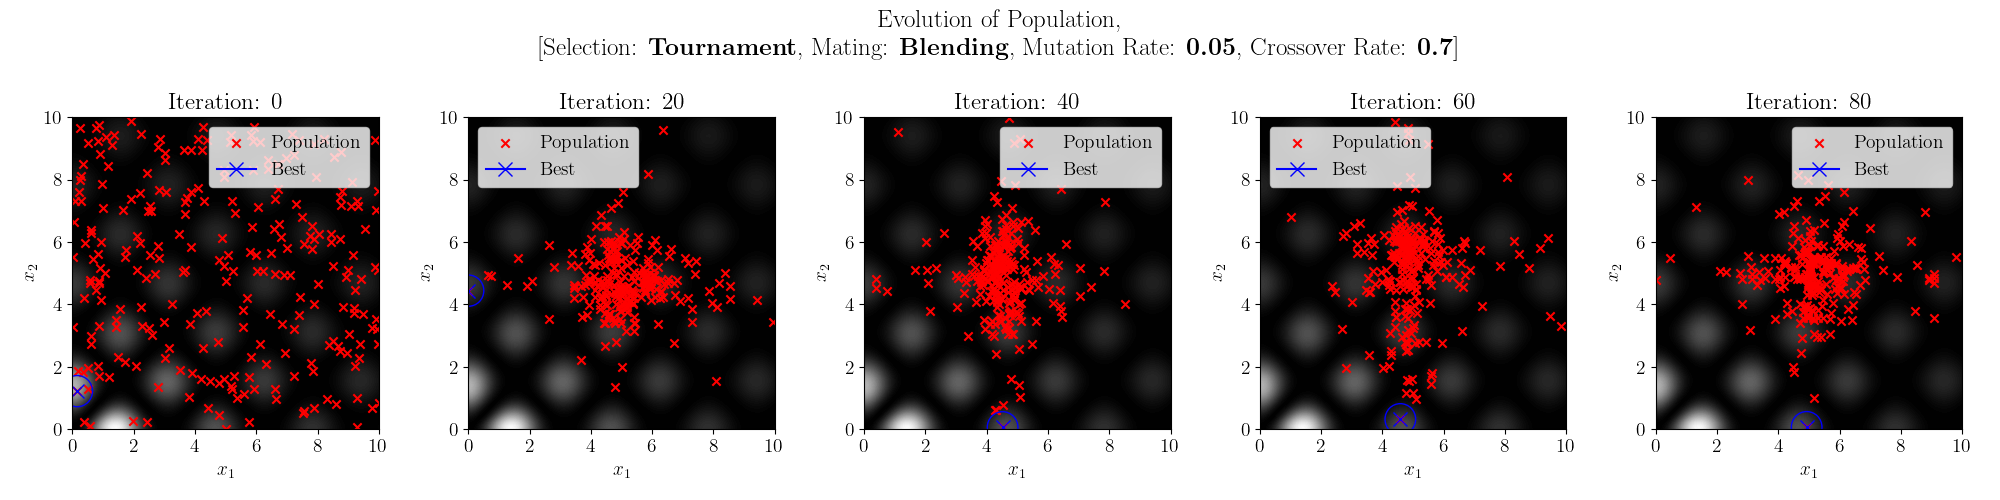 Evolution of Population,
[Selection: Tournament, Mating: Blending, Mutation Rate: 0.05, Crossover Rate: 0.7]
Iteration: 0
10
8
6
4
2
0
x2
0 2 4 6 8 10
x1
Population
Best
Iteration: 20
10
8
6
4
2
0
x2
0 2 4 6 8 10
x1
Population
Best
Iteration: 40
10
8
6
4
2
0
x2
0 2 4 6 8 10
x1
Population
Best
Iteration: 60
10
8
6
4
2
0
x2
0 2 4 6 8 10
x1
Population
Best
Iteration: 80
10
8
6
4
2
0
x2
0 2 4 6 8 10
x1
Population
Best